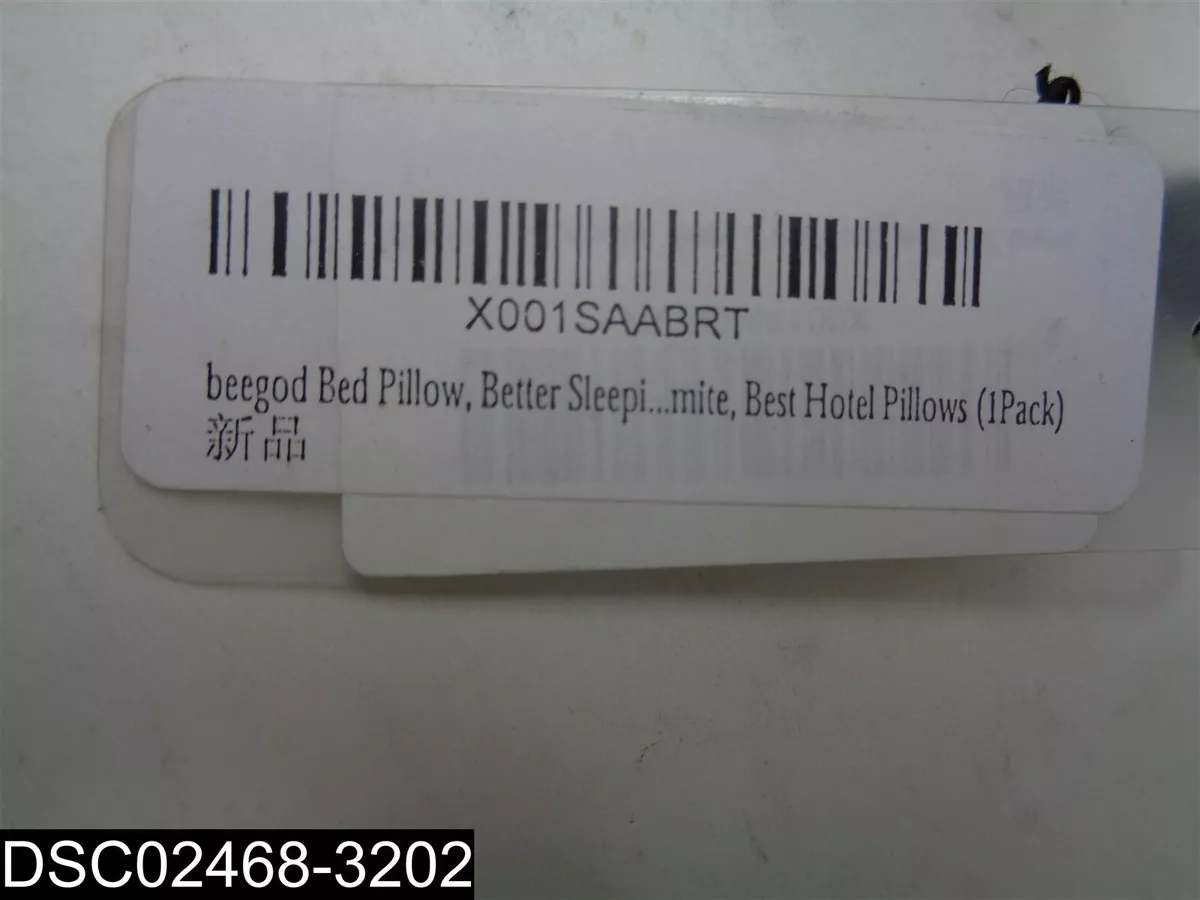 X001SAABRT
beegod Bed Pillow, Better Sleepi...mite, Best Hotel Pillows (1Pack)
新品
DSC02468-3202